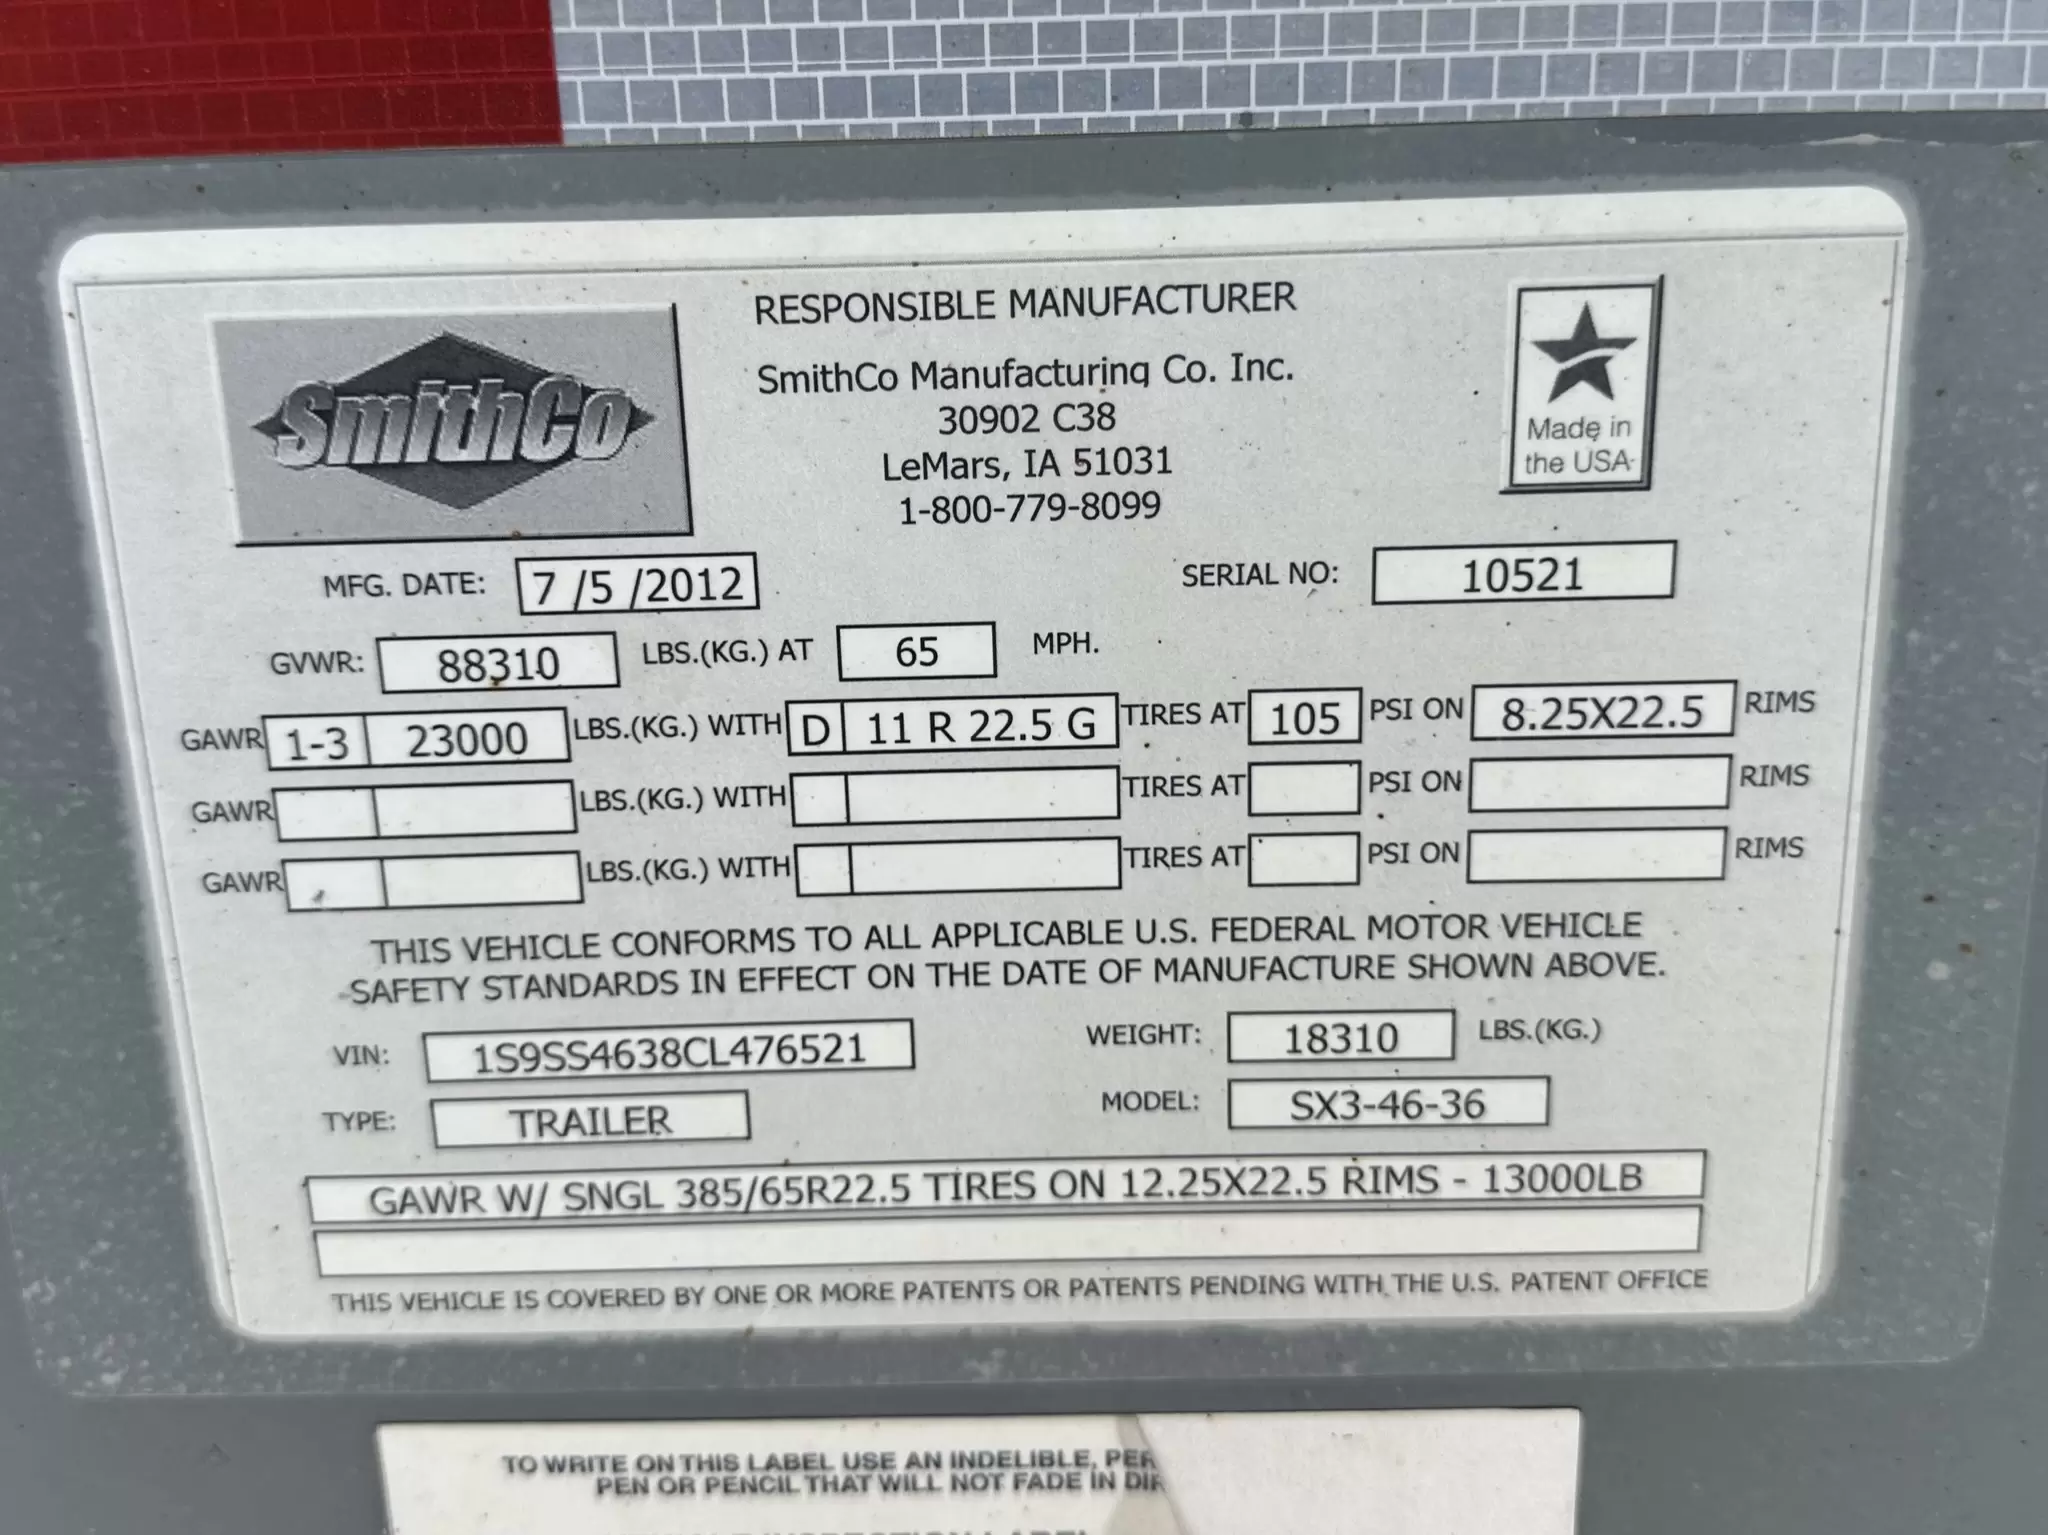 SmithCo
RESPONSIBLE MANUFACTURER
SmithCo Manufacturing Co. Inc.
30902 C38
LeMars, IA 51031
1-800-779-8099
Made in
the USA
MFG. DATE: 7 /5 /2012 SERIAL NO: 10521
GVWR: 88310 LBS.(KG.) AT 65 MPH.
GAWR 1-3 23000 LBS.(KG.) WITH D 11 R 22.5 G TIRES AT 105 PSI ON 8.25X22.5 RIMS
GAWR LBS.(KG.) WITH TIRES AT PSI ON RIMS
GAWR LBS.(KG.) WITH TIRES AT PSI ON RIMS
THIS VEHICLE CONFORMS TO ALL APPLICABLE U.S. FEDERAL MOTOR VEHICLE
SAFETY STANDARDS IN EFFECT ON THE DATE OF MANUFACTURE SHOWN ABOVE.
VIN: 1S9SS4638CL476521 WEIGHT: 18310 LBS.(KG.)
TYPE: TRAILER MODEL: SX3-46-36
GAWR W/ SNGL 385/65R22.5 TIRES ON 12.25X22.5 RIMS - 13000LB
THIS VEHICLE IS COVERED BY ONE OR MORE PATENTS OR PATENTS PENDING WITH THE U.S. PATENT OFFICE
TO WRITE ON THIS LABEL USE AN INDELIBLE, PER
PEN OR PENCIL THAT WILL NOT FADE IN DIR